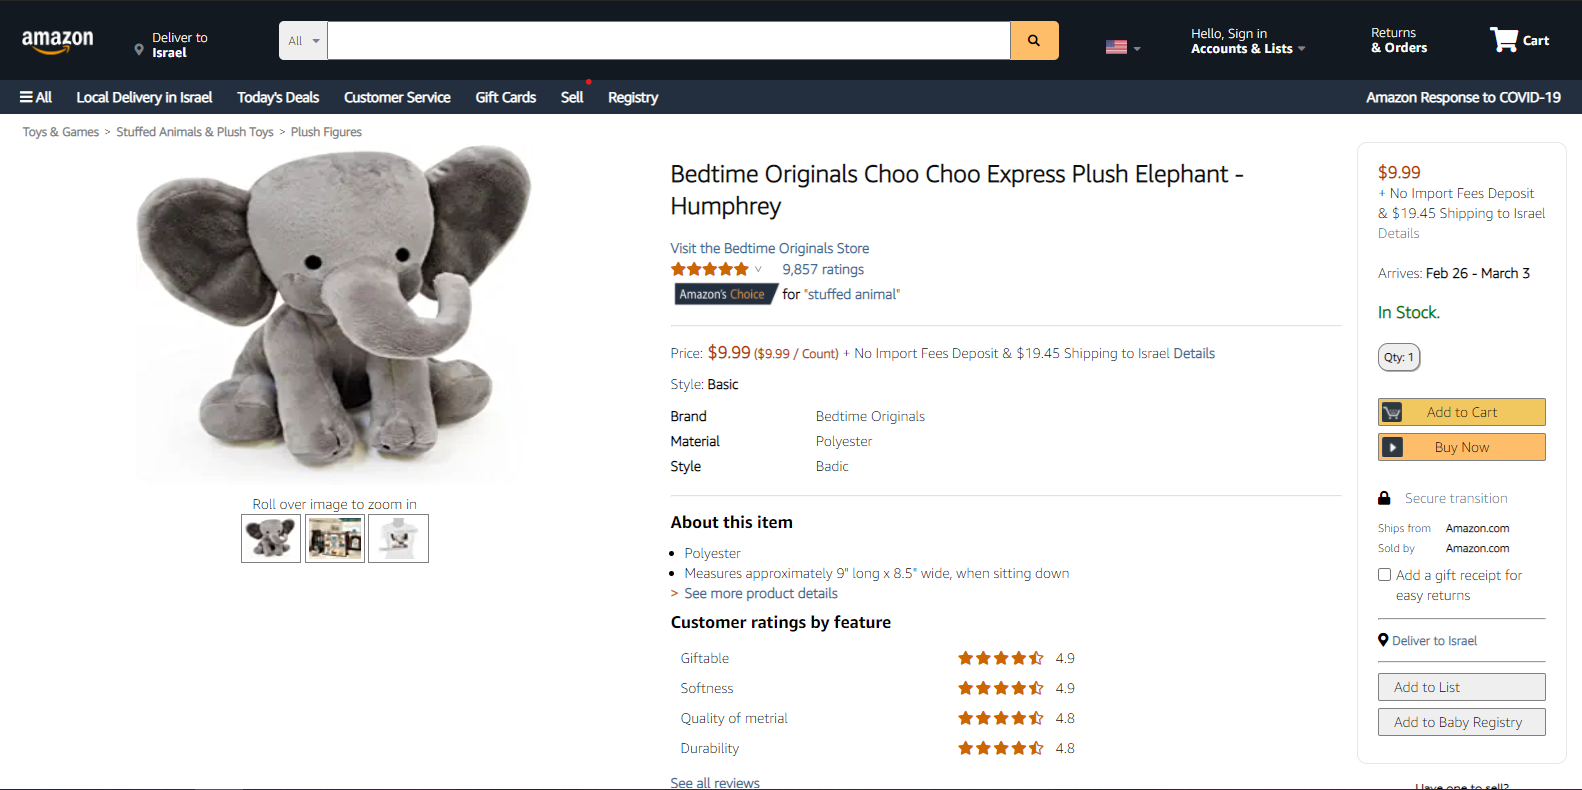 amazon
Deliver to
Israel
All
Hello, Sign in
Accounts & Lists
Returns
& Orders
Cart
All
Local Delivery in Israel
Today's Deals
Customer Service
Gift Cards
Sell
Registry
Amazon Response to COVID-19
Toys & Games > Stuffed Animals & Plush Toys > Plush Figures
Roll over image to zoom in
Bedtime Originals Choo Choo Express Plush Elephant -
Humphrey
Visit the Bedtime Originals Store
9,857 ratings
Amazon's Choice for "stuffed animal"
Price: $9.99 ($9.99 / Count) + No Import Fees Deposit & $19.45 Shipping to Israel Details
Style: Basic
Brand Bedtime Originals
Material Polyester
Style Badic
About this item
Polyester
Measures approximately 9" long x 8.5" wide, when sitting down
> See more product details
Customer ratings by feature
Giftable 4.9
Softness 4.9
Quality of metrial 4.8
Durability 4.8
See all reviews
$9.99
+ No Import Fees Deposit
& $19.45 Shipping to Israel
Details
Arrives: Feb 26 - March 3
In Stock.
Qty: 1
Add to Cart
Buy Now
Secure transition
Ships from Amazon.com
Sold by Amazon.com
Add a gift receipt for
easy returns
Deliver to Israel
Add to List
Add to Baby Registry
Have one to sell?